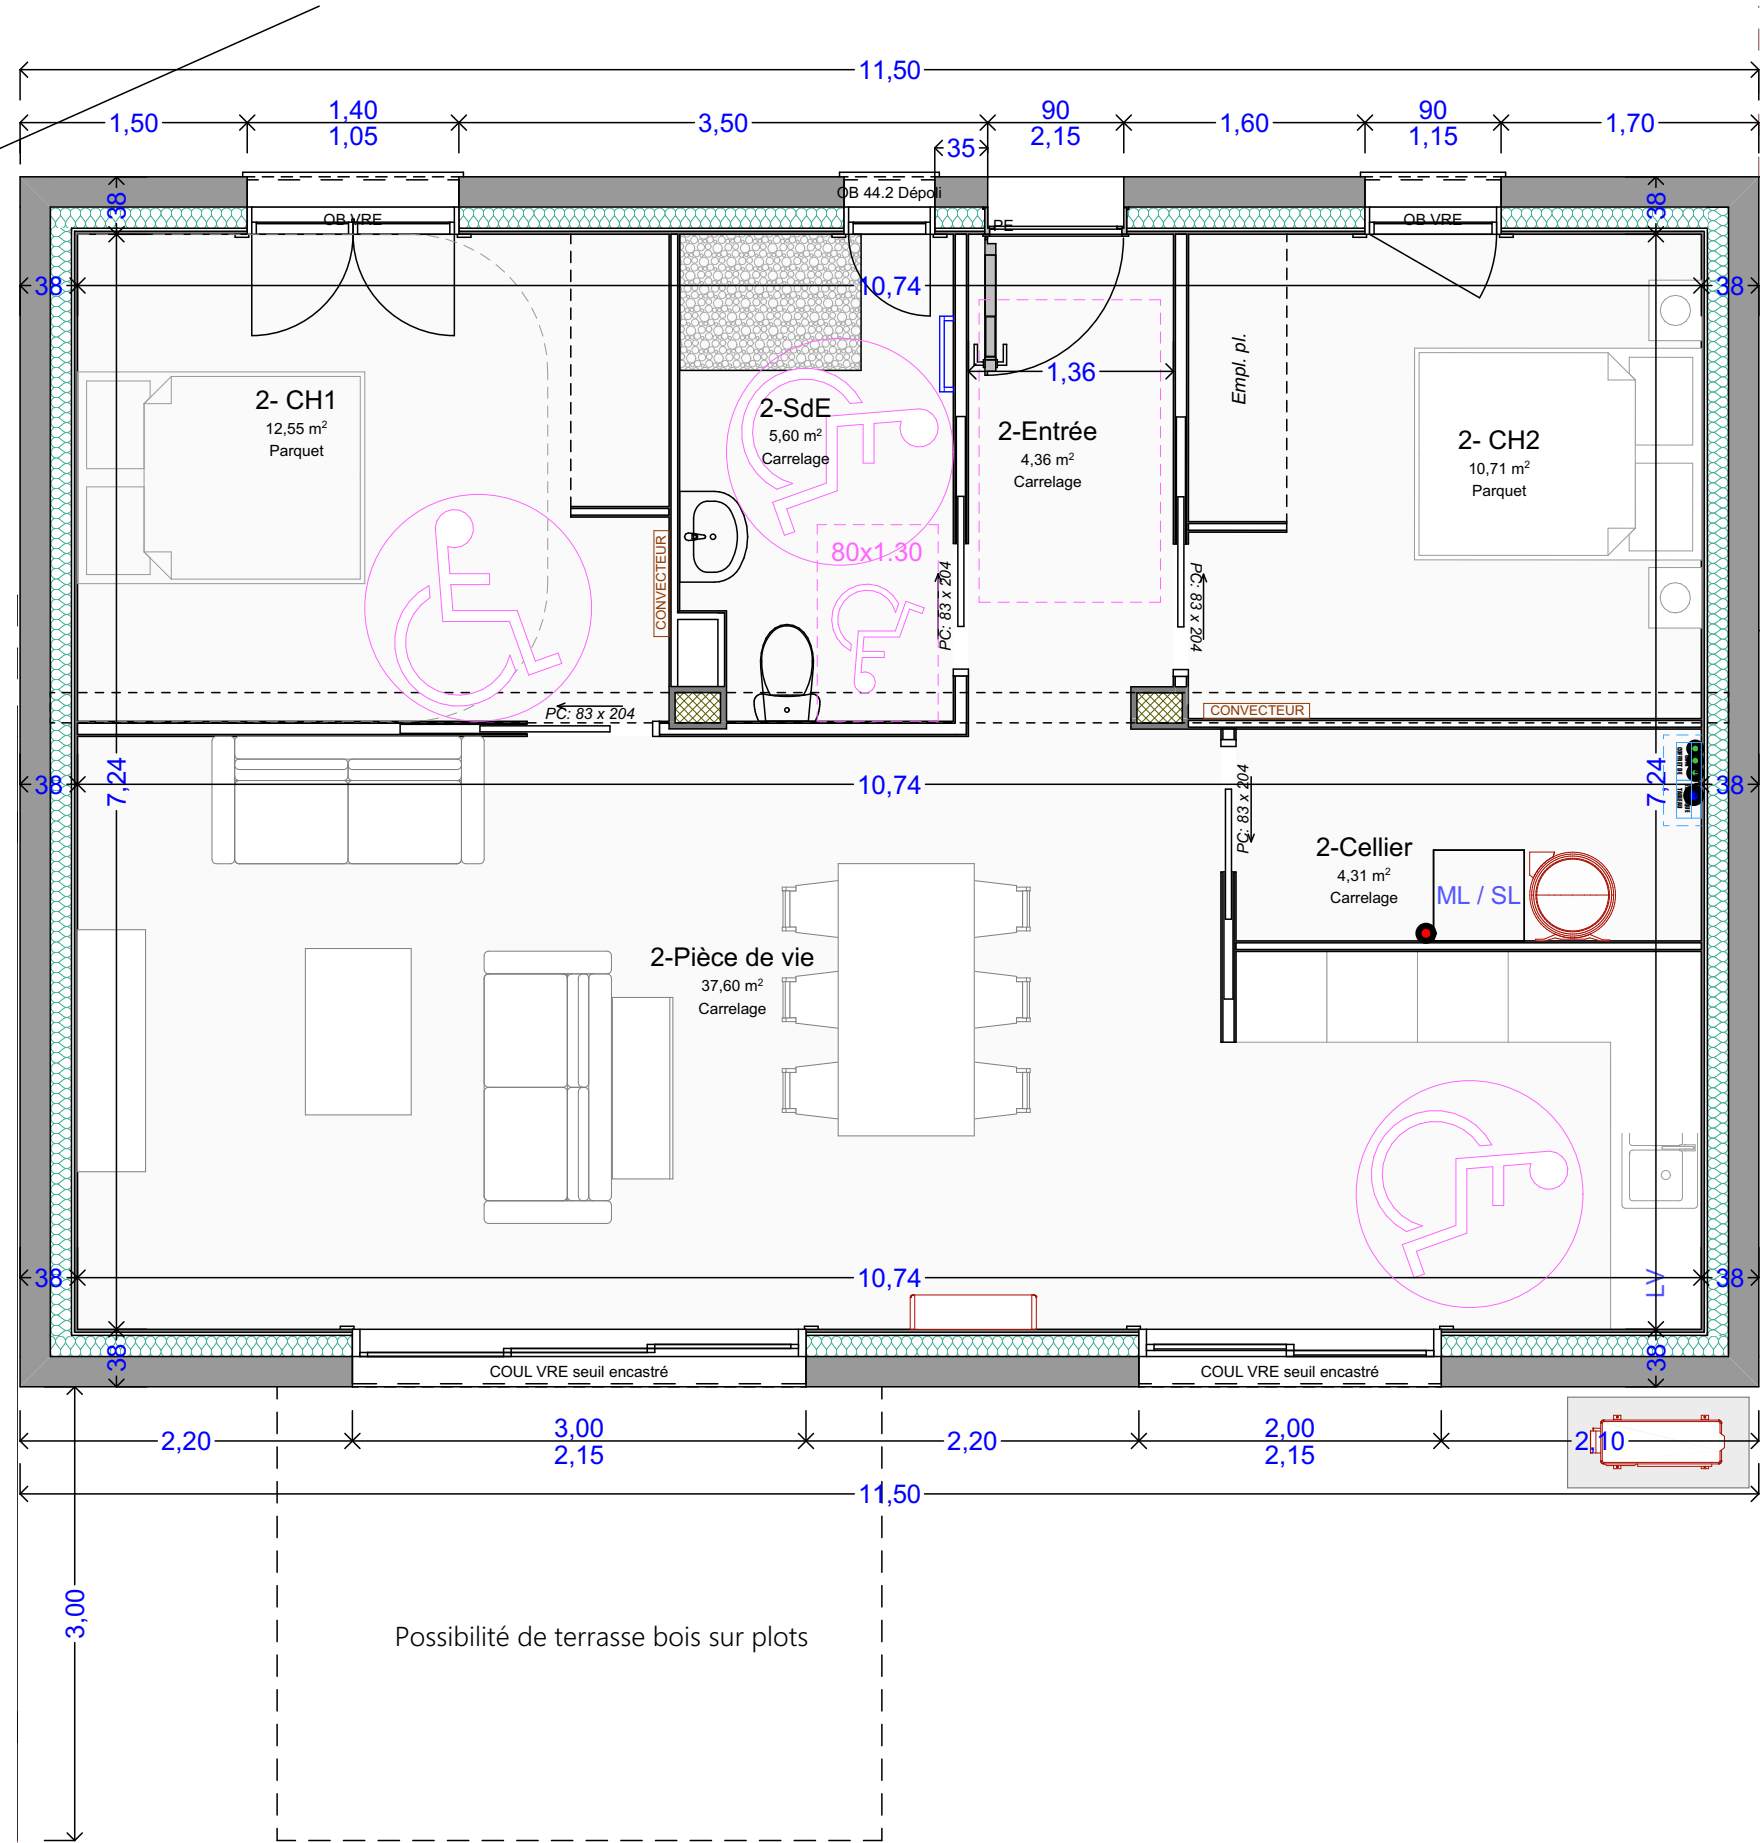 11,50
1,50
1,40
1,05
3,50
90
2,15
1,60
90
1,15
1,70
35
38
OB VRE
OB 44.2 Dépoli
PE
OB VRE
38
38
10,74
38
1,36
Empl. pl.
2- CH1
12,55 m²
Parquet
2-SdE
5,60 m²
Carrelage
2-Entrée
4,36 m²
Carrelage
2- CH2
10,71 m²
Parquet
CONVECTEUR
80x1.30
PC: 83 x 204
PC: 83 x 204
PC: 83 x 204
CONVECTEUR
38
7,24
10,74
PC: 83 x 204
7,24
38
2-Cellier
4,31 m²
Carrelage
ML / SL
2-Pièce de vie
37,60 m²
Carrelage
38
10,74
LV
38
38
COUL VRE seuil encastré
COUL VRE seuil encastré
38
2,20
3,00
2,15
2,20
2,00
2,15
2,10
11,50
3,00
Possibilité de terrasse bois sur plots